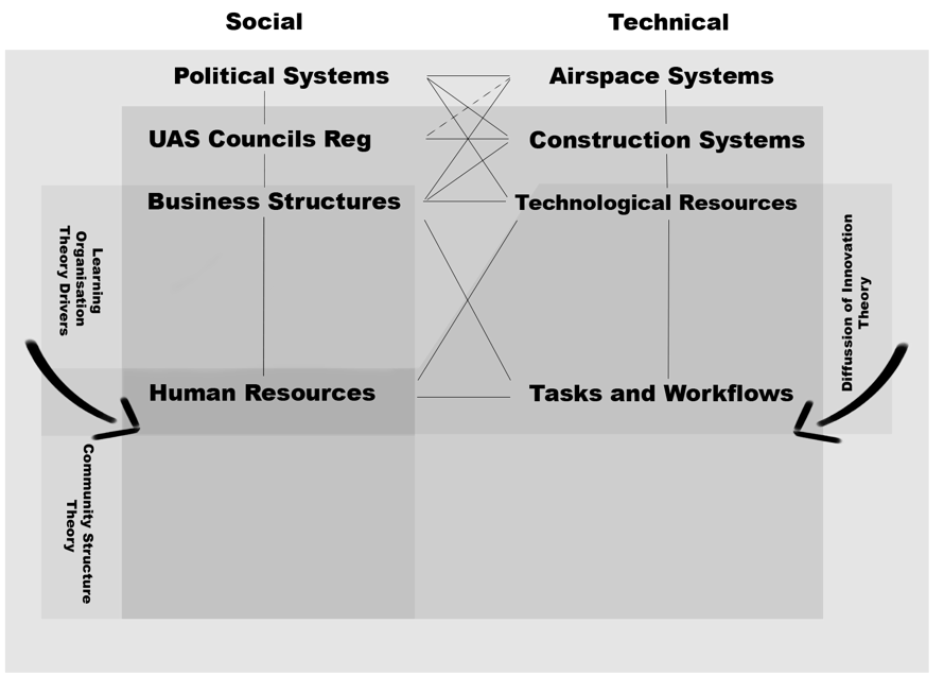 Social
Technical
Political Systems
Airspace Systems
UAS Councils Reg
Construction Systems
Business Structures
Technological Resources
Learning
Organisation
Theory Drivers
Diffussion of Innovation
Theory
Human Resources
Tasks and Workflows
Community Structure
Theory